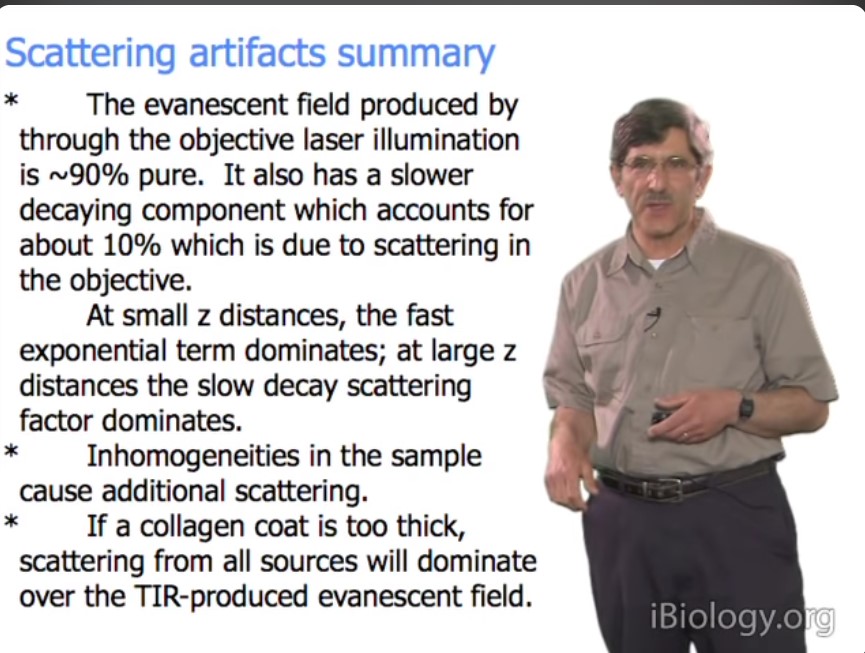 Scattering artifacts summary
* The evanescent field produced by
through the objective laser illumination
is ~90% pure. It also has a slower
decaying component which accounts for
about 10% which is due to scattering in
the objective.
At small z distances, the fast
exponential term dominates; at large z
distances the slow decay scattering
factor dominates.
* Inhomogeneities in the sample
cause additional scattering.
* If a collagen coat is too thick,
scattering from all sources will dominate
over the TIR-produced evanescent field.
iBiology.org